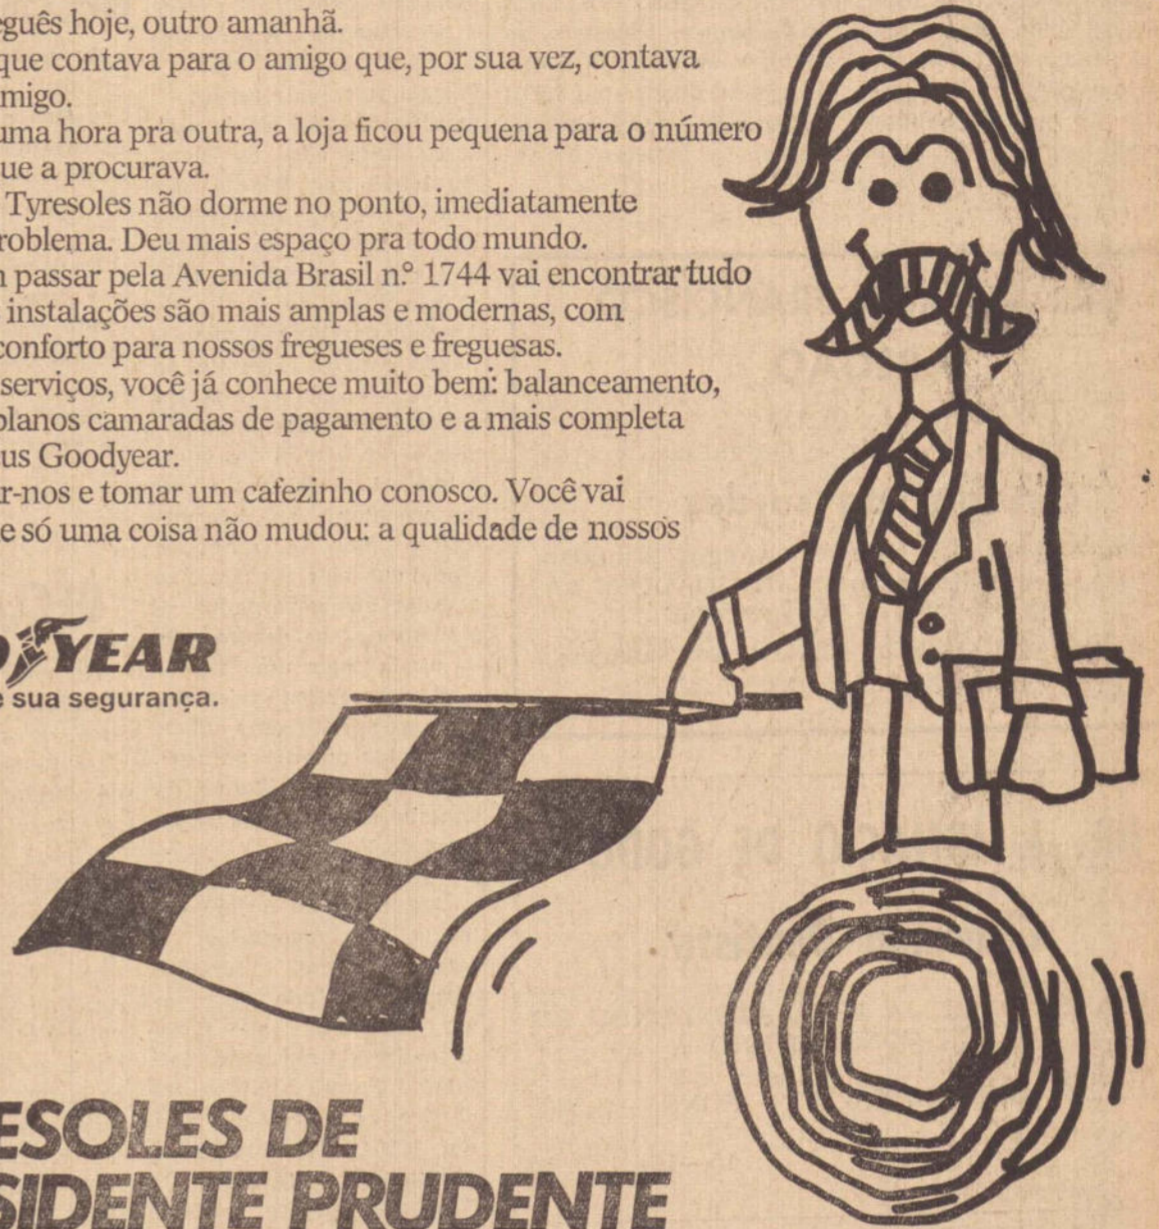 eguês hoje, outro amanhã.
que contava para o amigo que, por sua vez, contava
migo.
uma hora pra outra, a loja ficou pequena para o número
ue a procurava.
Tyresoles não dorme no ponto, imediatamente
roblema. Deu mais espaço pra todo mundo.
passar pela Avenida Brasil n.º 1744 vai encontrar tudo
instalações são mais amplas e modernas, com
conforto para nossos fregueses e freguesas.
serviços, você já conhece muito bem: balanceamento,
planos camaradas de pagamento e a mais completa
us Goodyear.
r-nos e tomar um cafezinho conosco. Você vai
e só uma coisa não mudou: a qualidade de nossos
YEAR
e sua segurança.
ESOLES DE
SIDENTE PRUDENTE